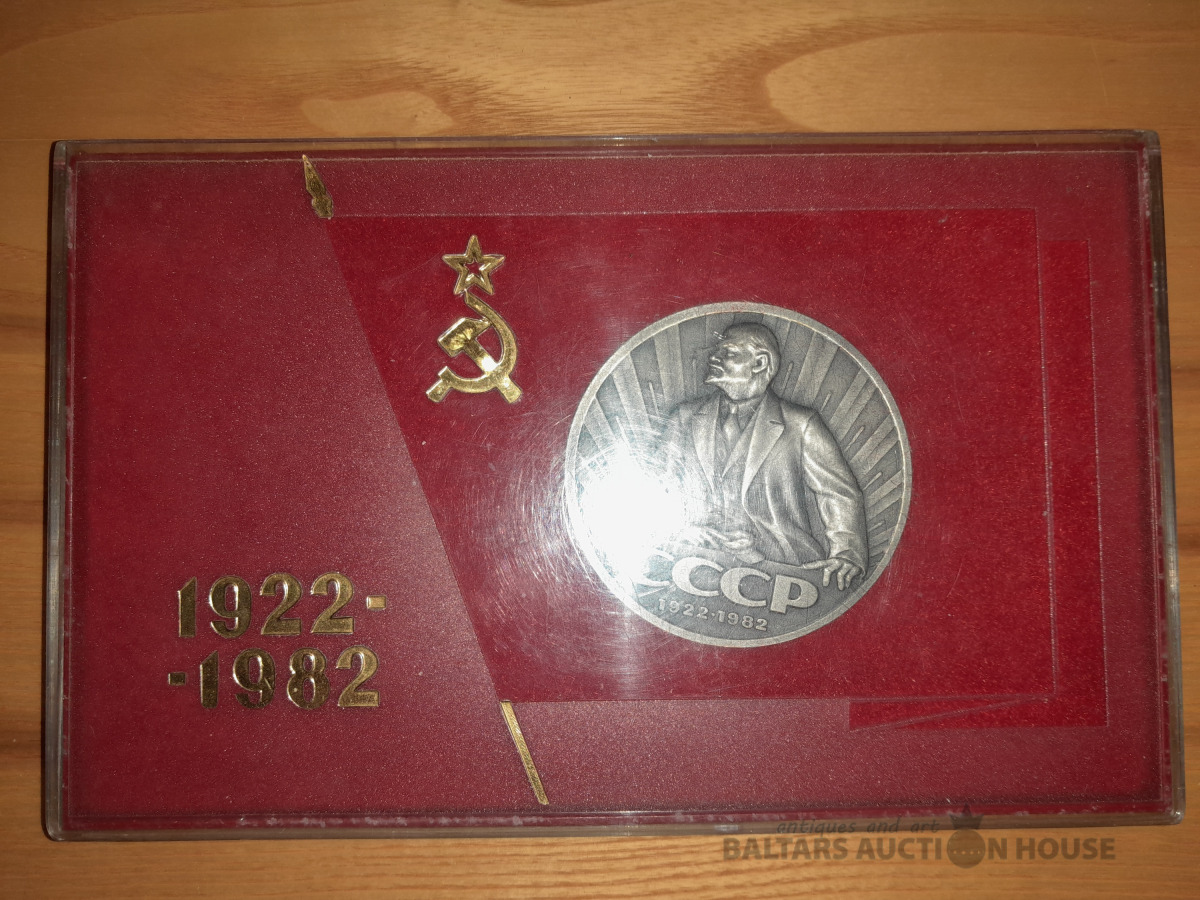 1922-
-1982
СССР
1922·1982
antiques and art
BALTARS AUCTION HOUSE